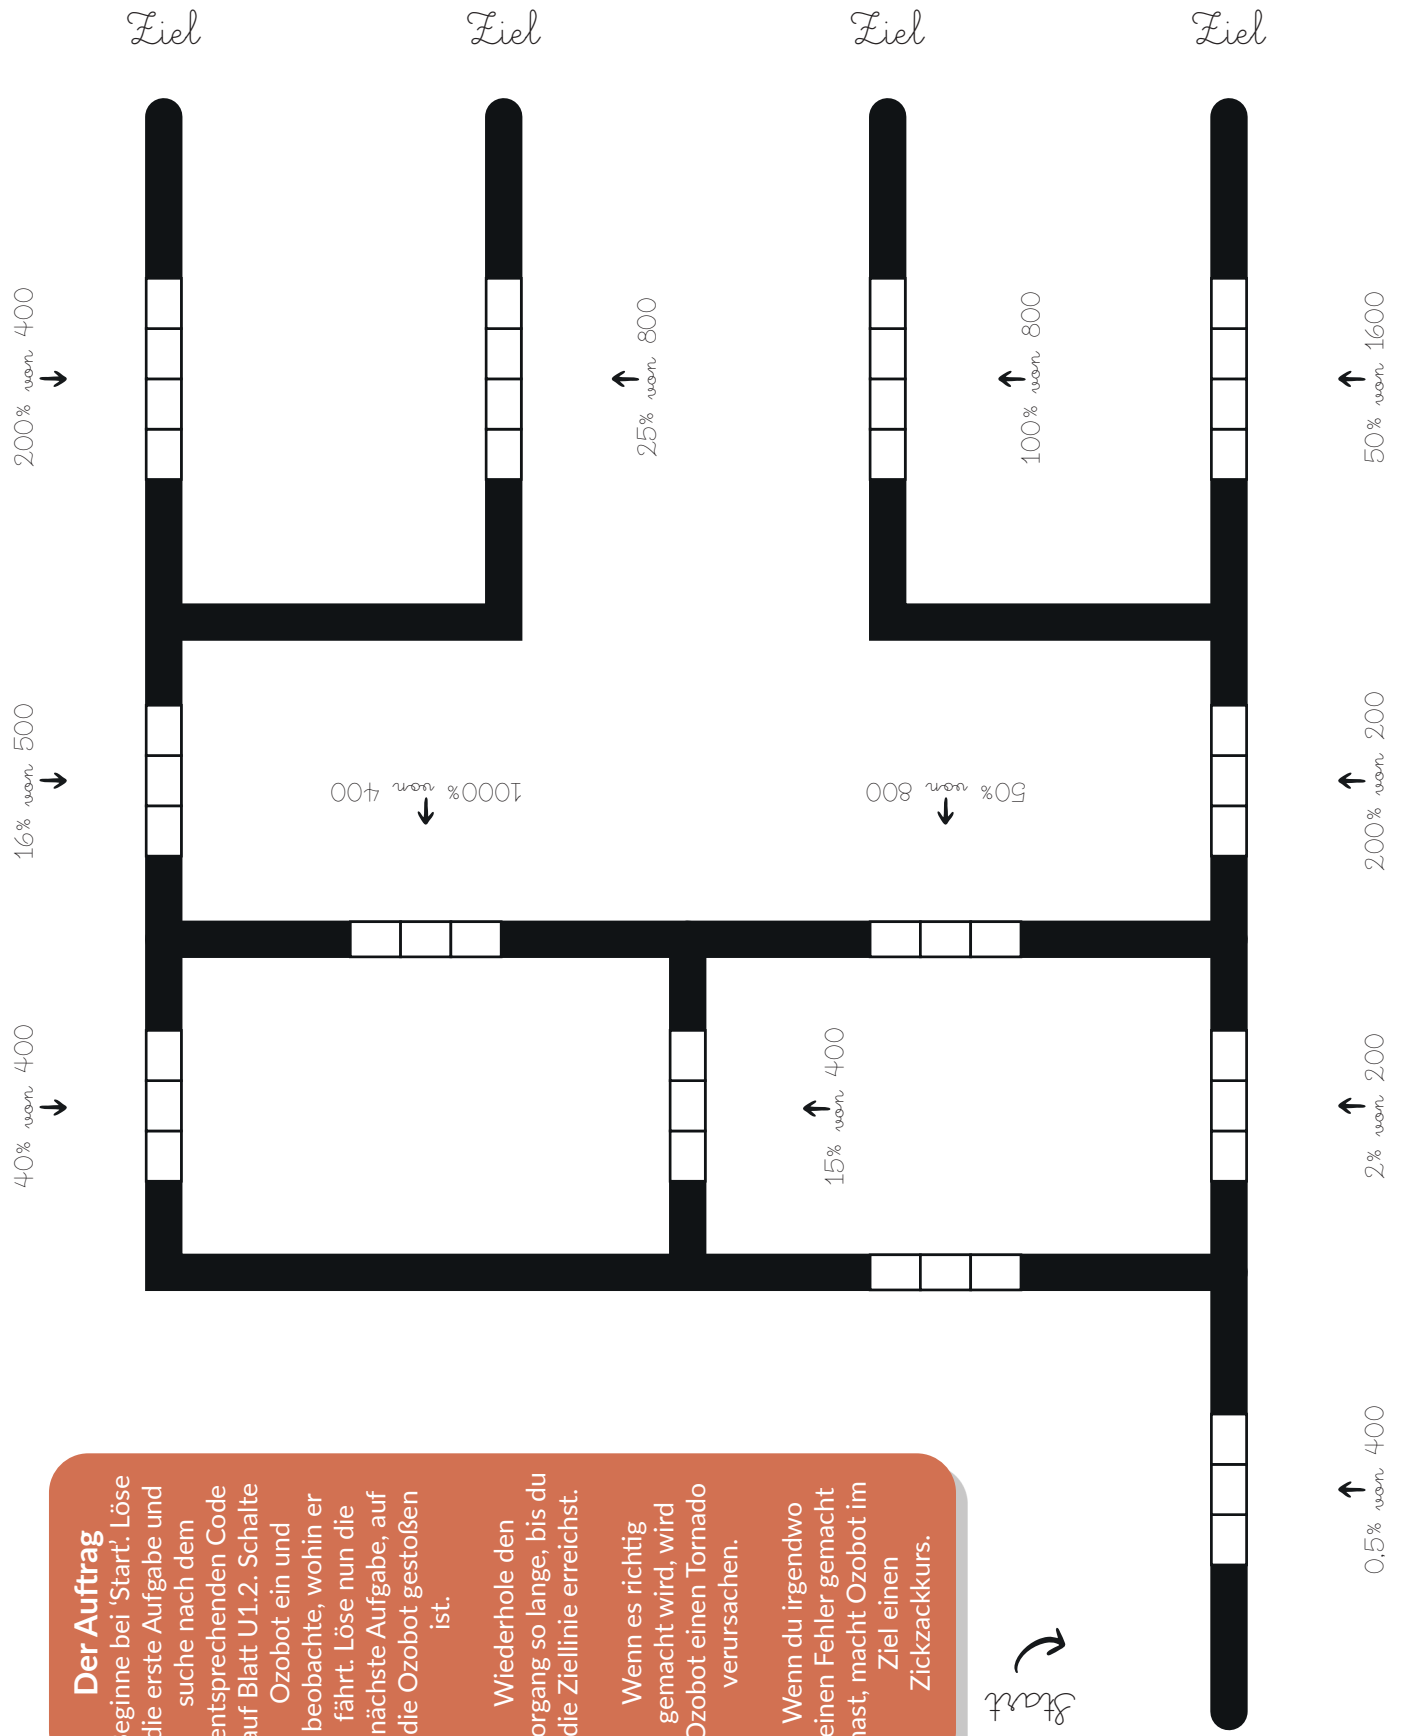 Ziel
Ziel
Ziel
Ziel
200% von 400
25% von 800
100% von 800
50% von 1600
16% von 500
1000% von 400
50% von 800
200% von 200
40% von 400
15% von 400
2% von 200
0,5% von 400
Start
Der Auftrag
eginne bei ‘Start’. Löse
die erste Aufgabe und
suche nach dem
entsprechenden Code
auf Blatt U1.2. Schalte
Ozobot ein und
beobachte, wohin er
fährt. Löse nun die
nächste Aufgabe, auf
die Ozobot gestoßen
ist.
Wiederhole den
organg so lange, bis du
die Ziellinie erreichst.
Wenn es richtig
gemacht wird, wird
Ozobot einen Tornado
verursachen.
Wenn du irgendwo
einen Fehler gemacht
hast, macht Ozobot im
Ziel einen
Zickzackkurs.